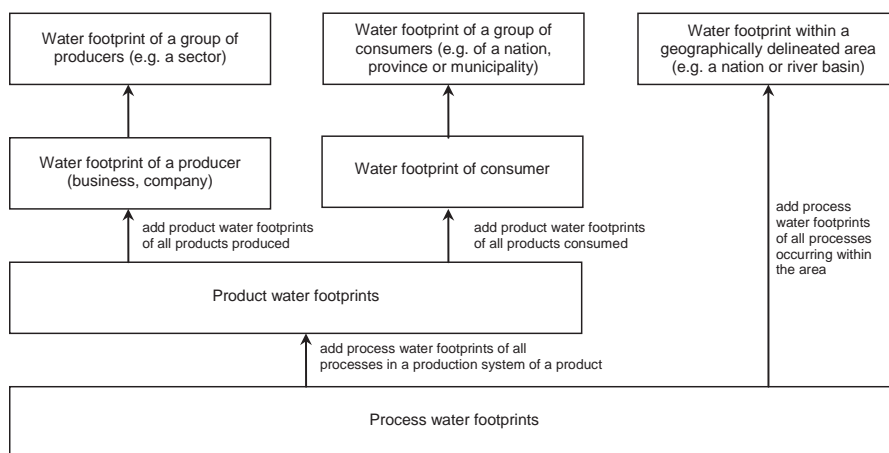 Water footprint of a group of
producers (e.g. a sector)
Water footprint of a group of
consumers (e.g. of a nation,
province or municipality)
Water footprint within a
geographically delineated area
(e.g. a nation or river basin)
Water footprint of a producer
(business, company)
Water footprint of consumer
add product water footprints
of all products produced
add product water footprints
of all products consumed
add process
water footprints
of all processes
occurring within
the area
Product water footprints
add process water footprints of all
processes in a production system of a product
Process water footprints